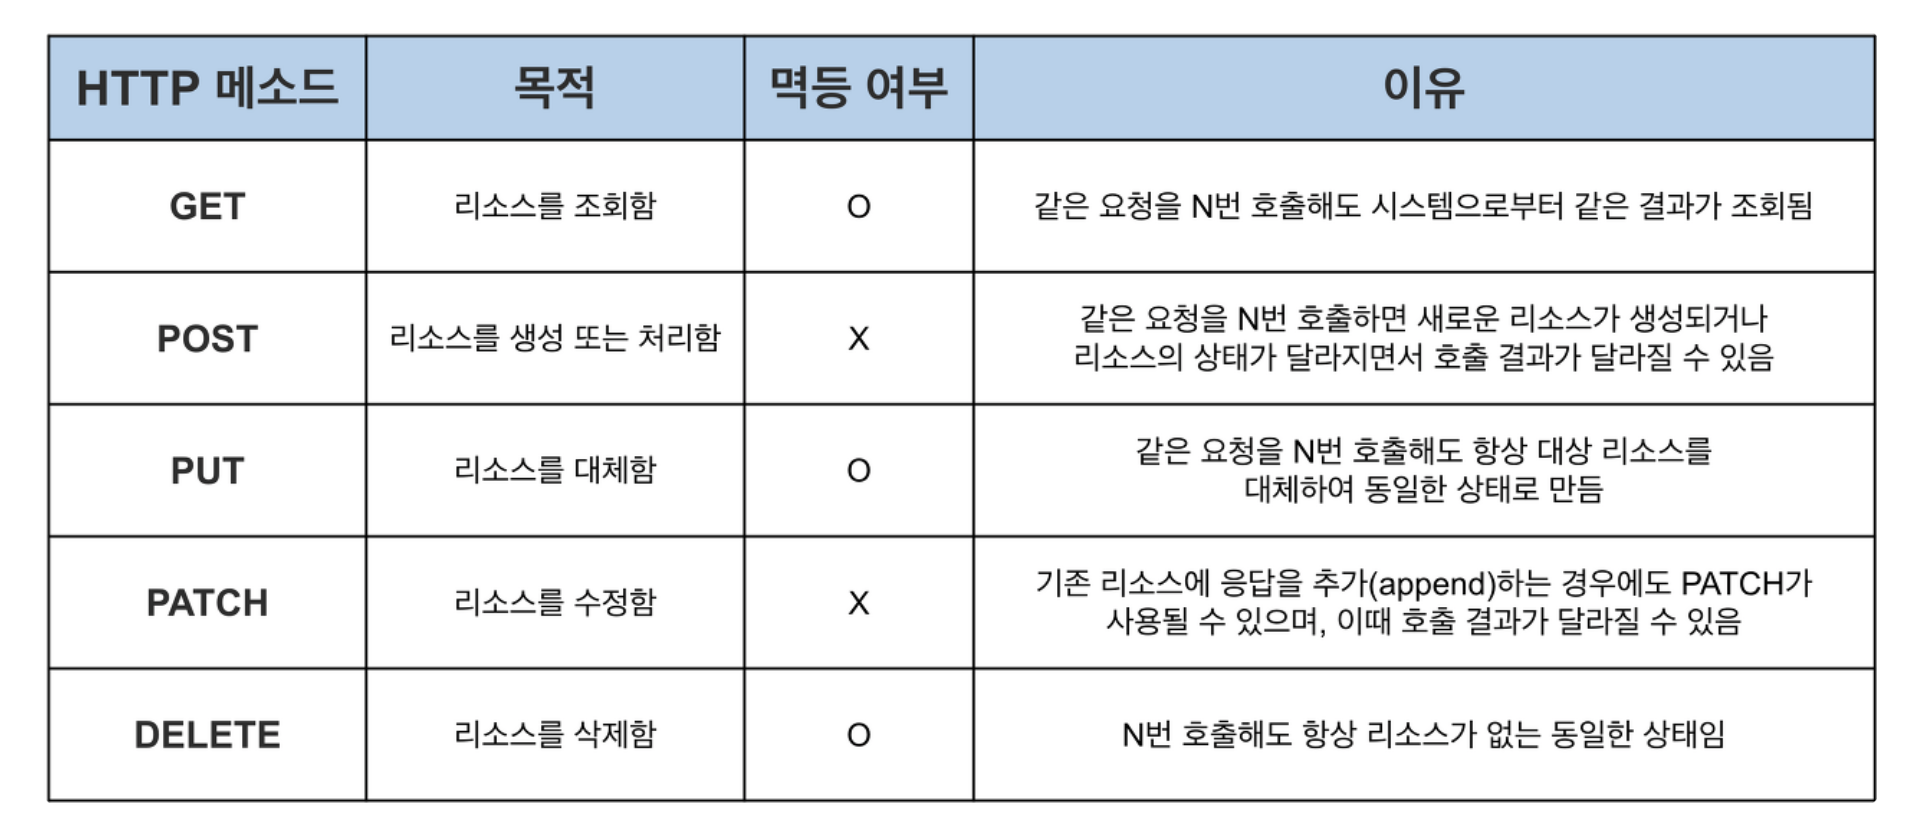 HTTP 메소드 목적 멱등 여부 이유
GET 리소스를 조회함 O 같은 요청을 N번 호출해도 시스템으로부터 같은 결과가 조회됨
POST 리소스를 생성 또는 처리함 X 같은 요청을 N번 호출하면 새로운 리소스가 생성되거나
리소스의 상태가 달라지면서 호출 결과가 달라질 수 있음
PUT 리소스를 대체함 O 같은 요청을 N번 호출해도 항상 대상 리소스를
대체하여 동일한 상태로 만듬
PATCH 리소스를 수정함 X 기존 리소스에 응답을 추가(append)하는 경우에도 PATCH가
사용될 수 있으며, 이때 호출 결과가 달라질 수 있음
DELETE 리소스를 삭제함 O N번 호출해도 항상 리소스가 없는 동일한 상태임